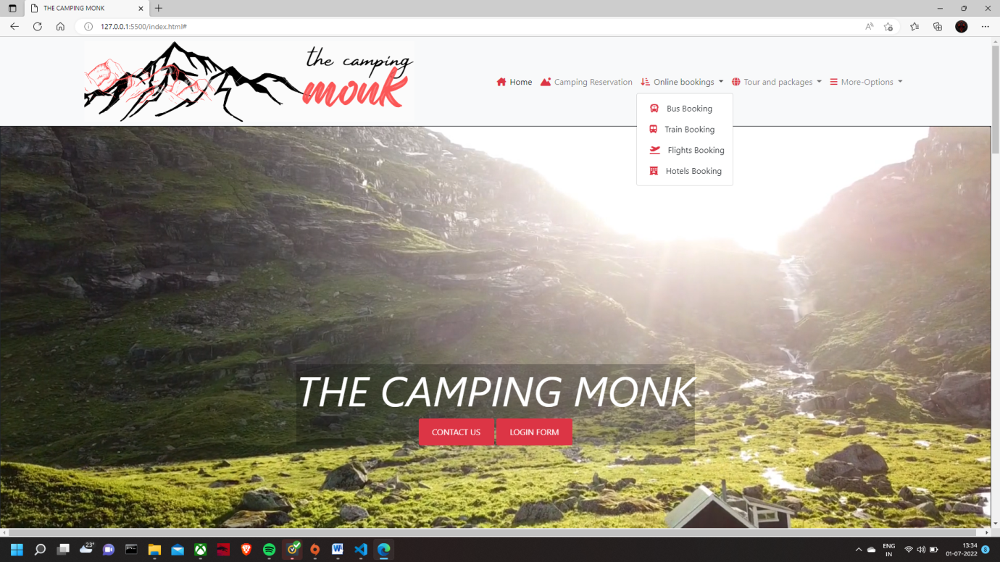 THE CAMPING MONK
127.0.0.1:5500/index.html#
the camping
monk
Home Camping Reservation Online bookings Tour and packages More-Options
Bus Booking
Train Booking
Flights Booking
Hotels Booking
THE CAMPING MONK
CONTACT US LOGIN FORM
23°
ENG
IN
13:34
01-07-2022
8